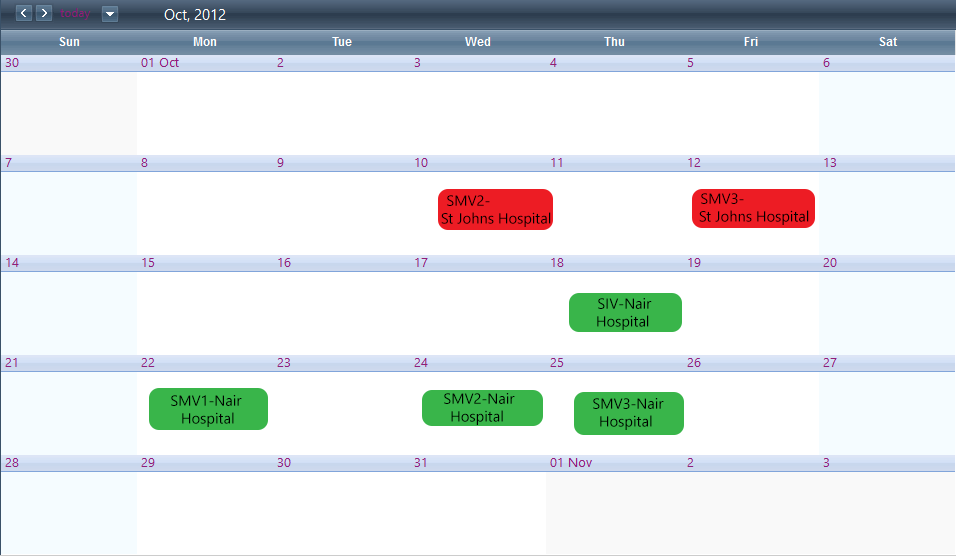 today Oct, 2012
Sun Mon Tue Wed Thu Fri Sat
30 01 Oct 2 3 4 5 6
7 8 9 10 11 12 13
SMV2- SMV3-
St Johns Hospital St Johns Hospital
14 15 16 17 18 19 20
SIV-Nair
Hospital
21 22 23 24 25 26 27
SMV1-Nair SMV2-Nair SMV3-Nair
Hospital Hospital Hospital
28 29 30 31 01 Nov 2 3